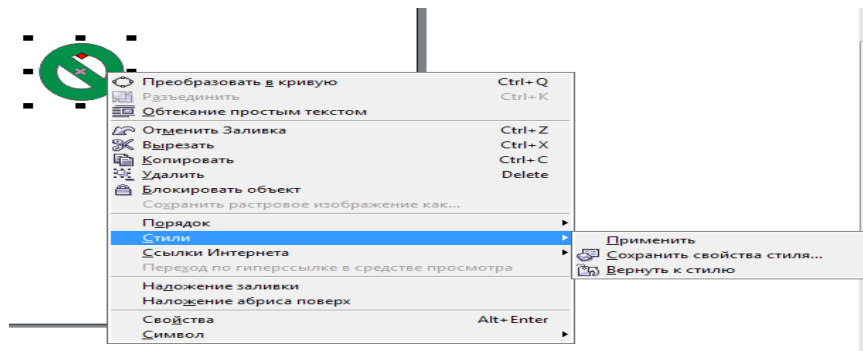 Преобразовать в кривую Ctrl+Q
Разъединить Ctrl+K
Обтекание простым текстом
Отменить Заливка Ctrl+Z
Вырезать Ctrl+X
Копировать Ctrl+C
Удалить Delete
Блокировать объект
Сохранить растровое изображение как...
Порядок
Стили
Применить
Ссылки Интернета
Сохранить свойства стиля...
Переход по гиперссылке в средстве просмотра
Вернуть к стилю
Наложение заливки
Наложение абриса поверх
Свойства Alt+Enter
Символ